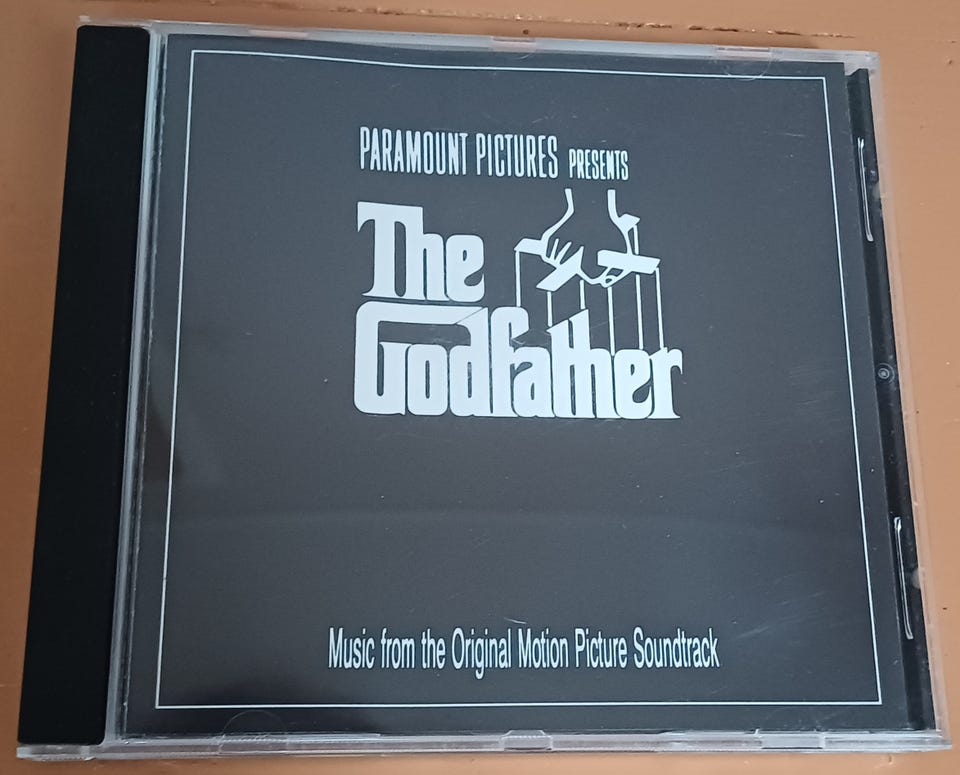 PARAMOUNT PICTURES PRESENTS
The
Godfather
Music from the Original Motion Picture Soundtrack